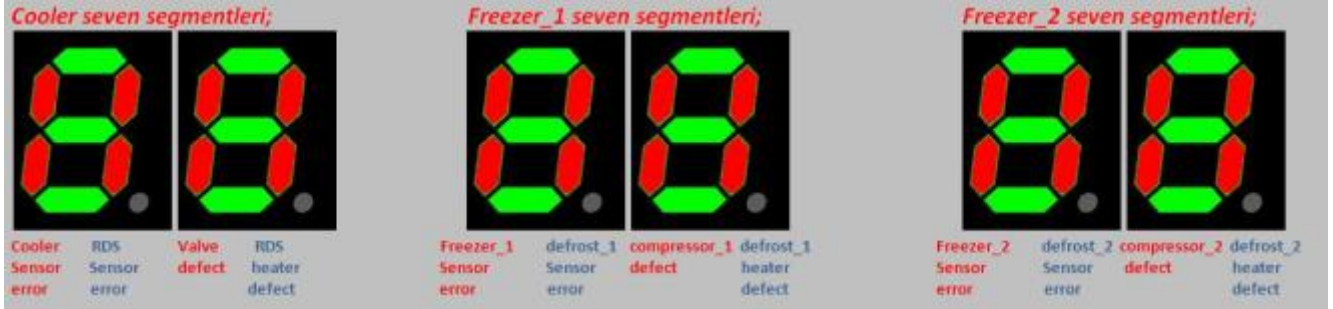 Cooler seven segmentleri;
Freezer_1 seven segmentleri;
Freezer_2 seven segmentleri;
Cooler RDS Valve RDS
Sensor Sensor defect heater
error error defect
Freezer_1 defrost_1 compressor_1 defrost_1
Sensor Sensor defect heater
error error defect
Freezer_2 defrost_2 compressor_2 defrost_2
Sensor Sensor defect heater
error error defect